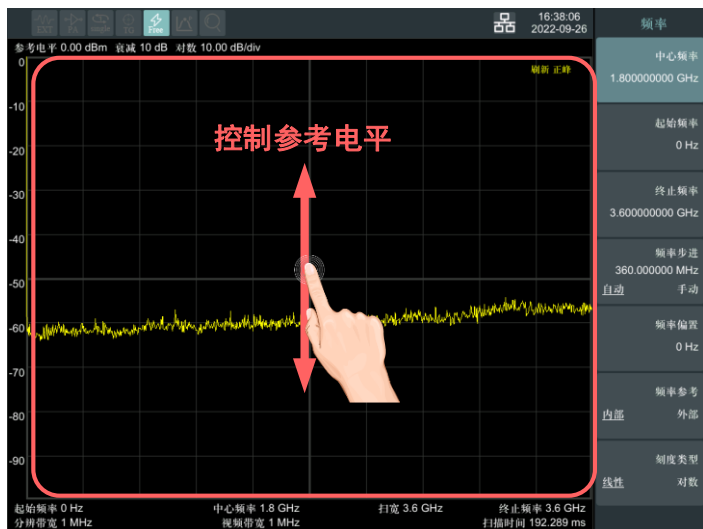 Free
16:38:06
2022-09-26
频率
参考电平 0.00 dBm 衰减 10 dB 对数 10.00 dB/div
刷新 正峰
0
-10
-20
-30
-40
-50
-60
-70
-80
-90
控制参考电平
中心频率
1.800000000 GHz
起始频率
0 Hz
终止频率
3.600000000 GHz
频率步进
360.000000 MHz
自动 手动
频率偏置
0 Hz
频率参考
内部 外部
刻度类型
线性 对数
起始频率 0 Hz 中心频率 1.8 GHz 扫宽 3.6 GHz 终止频率 3.6 GHz
分辨带宽 1 MHz 视频带宽 1 MHz 扫描时间 192.289 ms